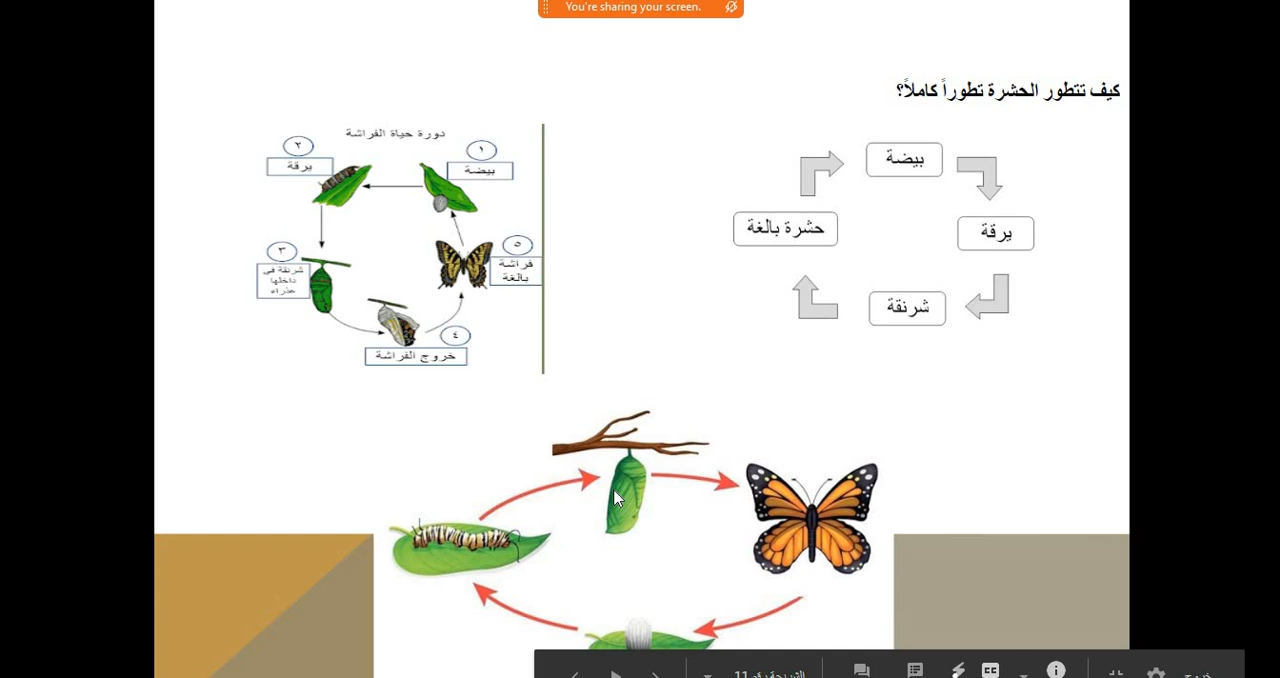 You're sharing your screen.
كيف تتطور الحشرة تطوراً كاملاً؟
بيضة
يرقة
شرنقة
حشرة بالغة
دورة حياة الفراشة
١
بيضة
٢
يرقة
٣
شرنقة في
داخلها
عذراء
٤
خروج الفراشة
٥
فراشة
بالغة
CC